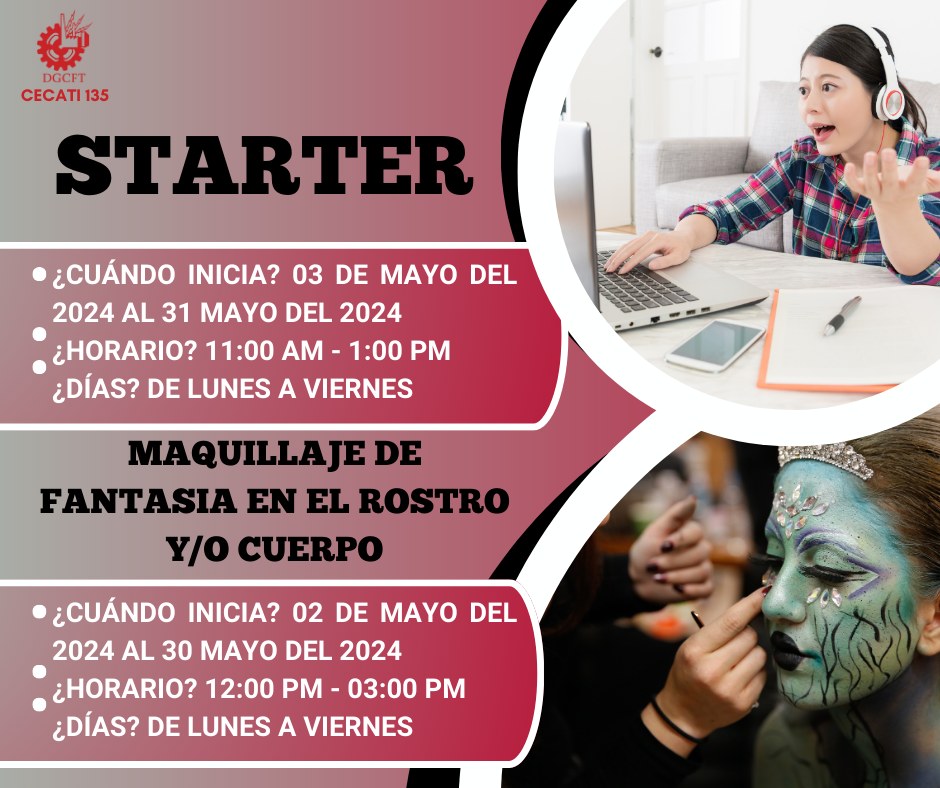 DGCFT
CECATI 135
STARTER
¿CUÁNDO INICIA? 03 DE MAYO DEL
2024 AL 31 MAYO DEL 2024
¿HORARIO? 11:00 AM - 1:00 PM
¿DÍAS? DE LUNES A VIERNES
MAQUILLAJE DE
FANTASIA EN EL ROSTRO
Y/O CUERPO
¿CUÁNDO INICIA? 02 DE MAYO DEL
2024 AL 30 MAYO DEL 2024
¿HORARIO? 12:00 PM - 03:00 PM
¿DÍAS? DE LUNES A VIERNES